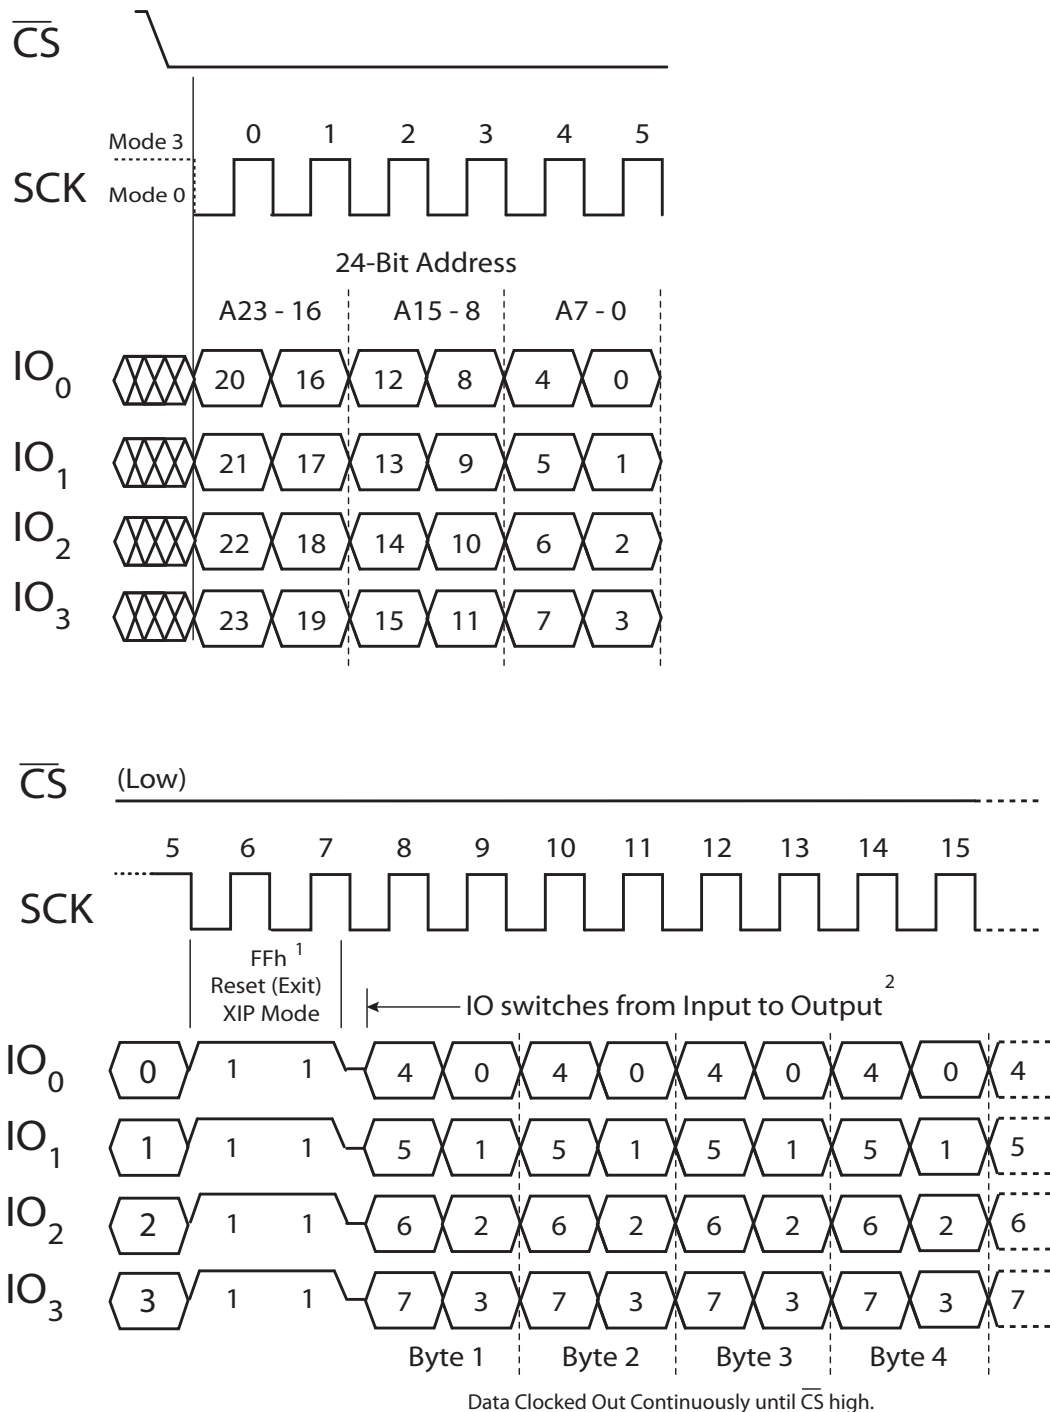 CS
Mode 3 0 1 2 3 4 5
SCK Mode 0
24-Bit Address
A23 - 16 A15 - 8 A7 - 0
IO0 20 16 12 8 4 0
IO1 21 17 13 9 5 1
IO2 22 18 14 10 6 2
IO3 23 19 15 11 7 3
CS (Low)
5 6 7 8 9 10 11 12 13 14 15
SCK
FFh 1
Reset (Exit)
XIP Mode
IO switches from Input to Output 2
IO0 0 1 1 4 0 4 0 4 0 4 0 4
IO1 1 1 1 5 1 5 1 5 1 5 1 5
IO2 2 1 1 6 2 6 2 6 2 6 2 6
IO3 3 1 1 7 3 7 3 7 3 7 3 7
Byte 1 Byte 2 Byte 3 Byte 4
Data Clocked Out Continuously until CS high.